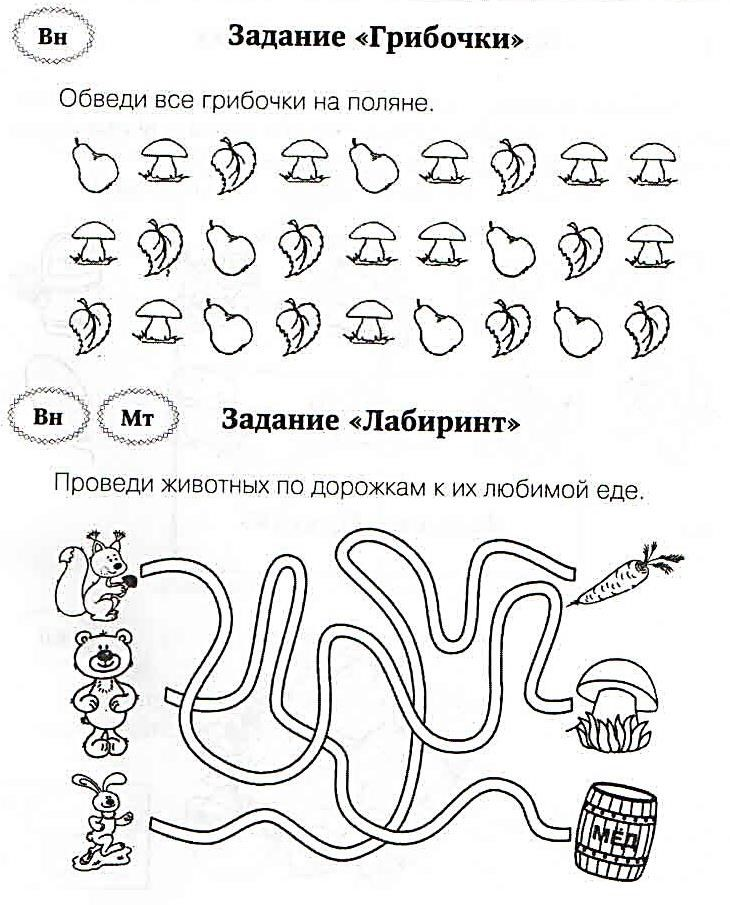 Вн
Задание «Грибочки»
Обведи все грибочки на поляне.
Вн Мт
Задание «Лабиринт»
Проведи животных по дорожкам к их любимой еде.
МЁД